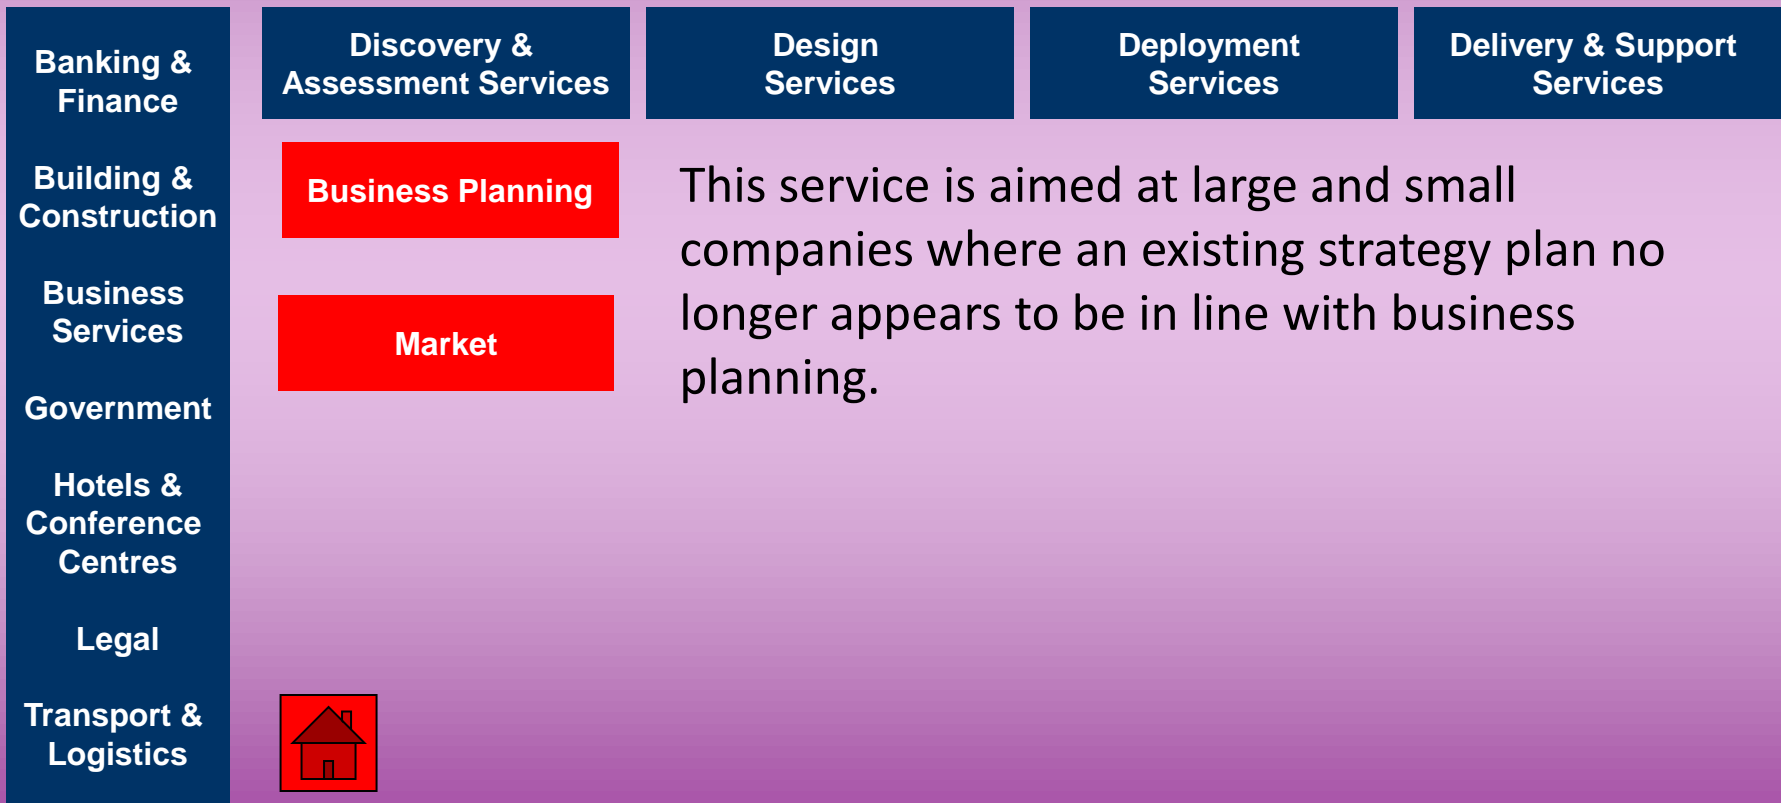 Banking &
Finance
Building &
Construction
Business
Services
Government
Hotels &
Conference
Centres
Legal
Transport &
Logistics
Discovery &
Assessment Services
Design
Services
Deployment
Services
Delivery & Support
Services
Business Planning
Market
This service is aimed at large and small
companies where an existing strategy plan no
longer appears to be in line with business
planning.